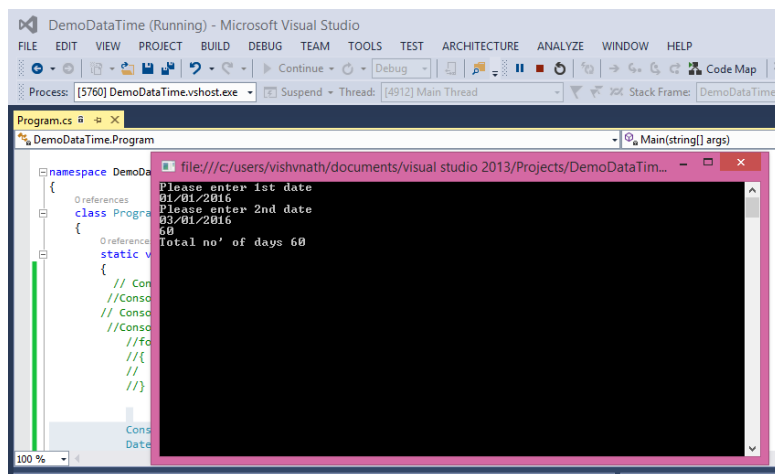 DemoDataTime (Running) - Microsoft Visual Studio
FILE EDIT VIEW PROJECT BUILD DEBUG TEAM TOOLS TEST ARCHITECTURE ANALYZE WINDOW HELP
Continue Debug Code Map
Process: [5760] DemoDataTime.vshost.exe Suspend Thread: [4912] Main Thread Stack Frame: DemoDataTime
Program.cs
DemoDataTime.Program Main(string[] args)
file:///c:/users/vishvnath/documents/visual studio 2013/Projects/DemoDataTim...
namespace DemoDa
{
0 references
class Progra
{
0 reference
static v
{
// Con
//Conso
// Conso
//Conso
//fo
//{
//
//}
Cons
Date
Please enter 1st date
01/01/2016
Please enter 2nd date
03/01/2016
60
Total no' of days 60
100 %